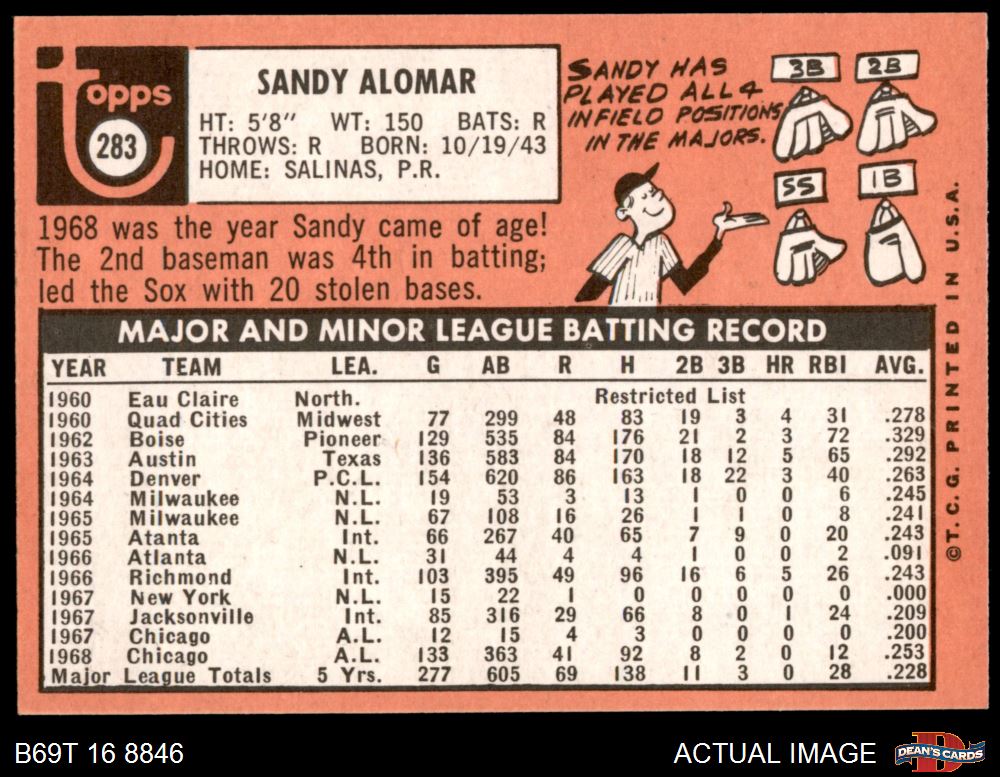 Topps
283
SANDY ALOMAR
HT: 5'8" WT: 150 BATS: R
THROWS: R BORN: 10/19/43
HOME: SALINAS, P.R.
SANDY HAS
PLAYED ALL 4
INFIELD POSITIONS
IN THE MAJORS.
3B 2B
SS 1B
1968 was the year Sandy came of age!
The 2nd baseman was 4th in batting;
led the Sox with 20 stolen bases.
MAJOR AND MINOR LEAGUE BATTING RECORD
YEAR TEAM LEA. G AB R H 2B 3B HR RBI AVG.
1960 Eau Claire North. Restricted List
1960 Quad Cities Midwest 77 299 48 83 19 3 4 31 .278
1962 Boise Pioneer 129 535 84 176 21 2 3 72 .329
1963 Austin Texas 136 583 84 170 18 12 5 65 .292
1964 Denver P.C.L. 154 620 86 163 18 22 3 40 .263
1964 Milwaukee N.L. 19 53 3 13 1 0 0 6 .245
1965 Milwaukee N.L. 67 108 16 26 1 1 0 8 .241
1965 Atanta Int. 66 267 40 65 7 9 0 20 .243
1966 Atlanta N.L. 31 44 4 4 1 0 0 2 .091
1966 Richmond Int. 103 395 49 96 16 6 5 26 .243
1967 New York N.L. 15 22 1 0 0 0 0 0 .000
1967 Jacksonville Int. 85 316 29 66 8 0 1 24 .209
1967 Chicago A.L. 12 15 4 3 0 0 0 0 .200
1968 Chicago A.L. 133 363 41 92 8 2 0 12 .253
Major League Totals 5 Yrs. 277 605 69 138 11 3 0 28 .228
©T.C.G. PRINTED IN U.S.A.
B69T 16 8846
ACTUAL IMAGE
DEAN'S CARDS